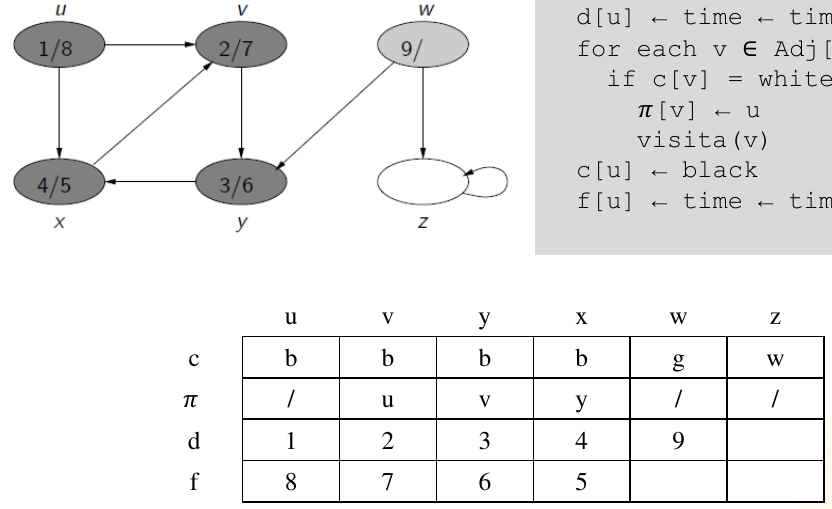 u v w
1/8 2/7 9/
4/5 3/6
x y z
d[u] ← time ← tim
for each v ∈ Adj[
if c[v] = white
π[v] ← u
visita(v)
c[u] ← black
f[u] ← time ← tim
u v y x w z
c b b b b g w
π / u v y / /
d 1 2 3 4 9
f 8 7 6 5